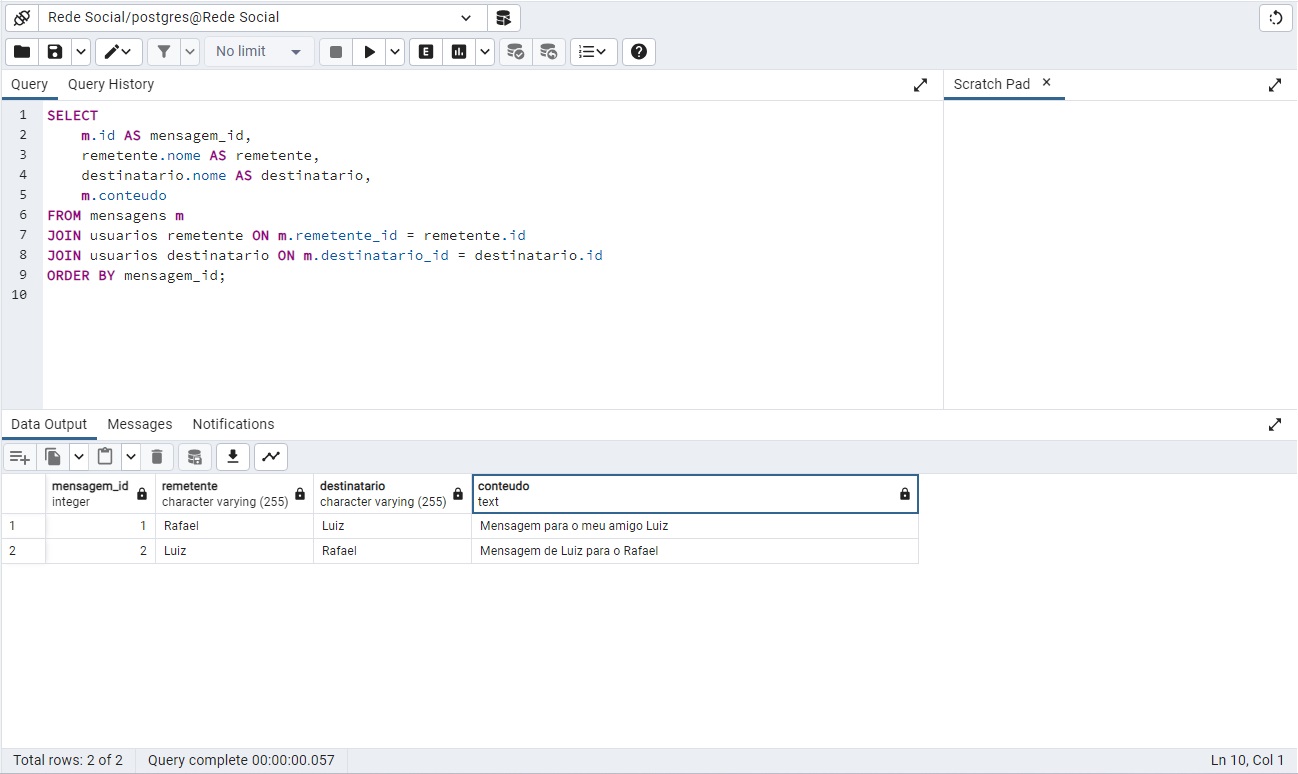 Rede Social/postgres@Rede Social
No limit
E
Query Query History
Scratch Pad ×
1 SELECT
2 m.id AS mensagem_id,
3 remetente.nome AS remetente,
4 destinatario.nome AS destinatario,
5 m.conteudo
6 FROM mensagens m
7 JOIN usuarios remetente ON m.remetente_id = remetente.id
8 JOIN usuarios destinatario ON m.destinatario_id = destinatario.id
9 ORDER BY mensagem_id;
10
Data Output Messages Notifications
mensagem_id remetente destinatario conteudo
integer character varying (255) character varying (255) text
1 1 Rafael Luiz Mensagem para o meu amigo Luiz
2 2 Luiz Rafael Mensagem de Luiz para o Rafael
Total rows: 2 of 2 Query complete 00:00:00.057 Ln 10, Col 1